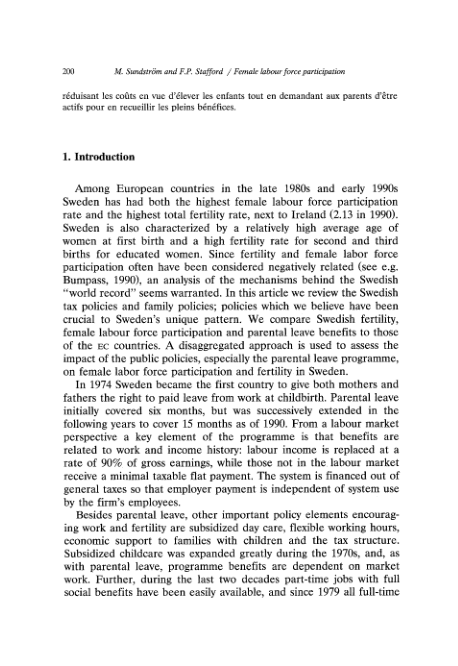 200 M. Sundström and F.P. Stafford / Female labour force participation
réduisant les coûts en vue d'élever les enfants tout en demandant aux parents d'être
actifs pour en recueillir les pleins bénéfices.
1. Introduction
Among European countries in the late 1980s and early 1990s
Sweden has had both the highest female labour force participation
rate and the highest total fertility rate, next to Ireland (2.13 in 1990).
Sweden is also characterized by a relatively high average age of
women at first birth and a high fertility rate for second and third
births for educated women. Since fertility and female labor force
participation often have been considered negatively related (see e.g.
Bumpass, 1990), an analysis of the mechanisms behind the Swedish
“world record” seems warranted. In this article we review the Swedish
tax policies and family policies; policies which we believe have been
crucial to Sweden's unique pattern. We compare Swedish fertility,
female labour force participation and parental leave benefits to those
of the EC countries. A disaggregated approach is used to assess the
impact of the public policies, especially the parental leave programme,
on female labor force participation and fertility in Sweden.
In 1974 Sweden became the first country to give both mothers and
fathers the right to paid leave from work at childbirth. Parental leave
initially covered six months, but was successively extended in the
following years to cover 15 months as of 1990. From a labour market
perspective a key element of the programme is that benefits are
related to work and income history: labour income is replaced at a
rate of 90% of gross earnings, while those not in the labour market
receive a minimal taxable flat payment. The system is financed out of
general taxes so that employer payment is independent of system use
by the firm's employees.
Besides parental leave, other important policy elements encourag-
ing work and fertility are subsidized day care, flexible working hours,
economic support to families with children and the tax structure.
Subsidized childcare was expanded greatly during the 1970s, and, as
with parental leave, programme benefits are dependent on market
work. Further, during the last two decades part-time jobs with full
social benefits have been easily available, and since 1979 all full-time